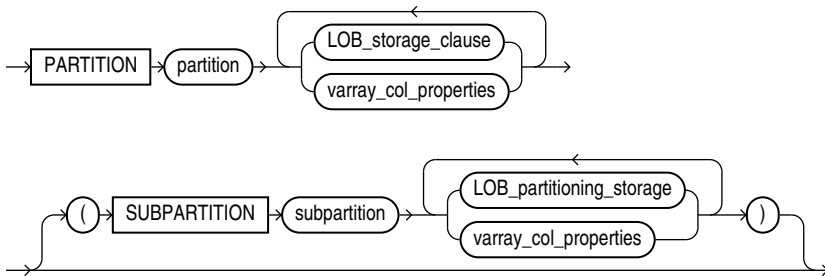 LOB_storage_clause
PARTITION partition
varray_col_properties
LOB_partitioning_storage
( SUBPARTITION subpartition )
varray_col_properties